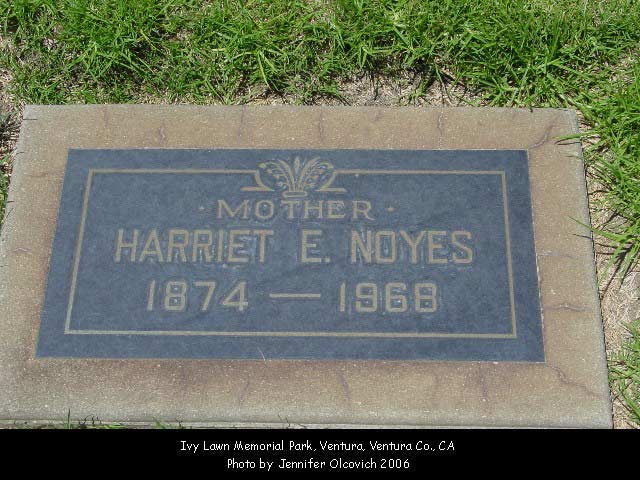 · MOTHER ·
HARRIET E. NOYES
1874 — 1968
Ivy Lawn Memorial Park, Ventura, Ventura Co., CA
Photo by Jennifer Olcovich 2006